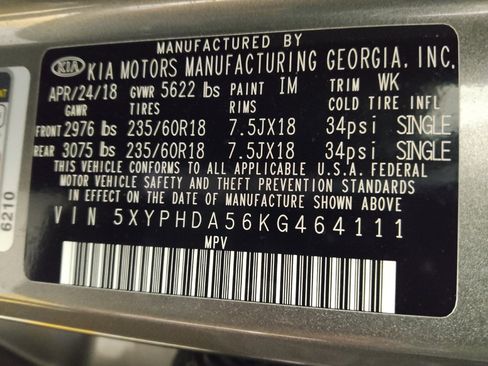 MANUFACTURED BY
KIA KIA MOTORS MANUFACTURING GEORGIA, INC.
APR/24/18 GVWR 5622 lbs PAINT IM TRIM WK
GAWR TIRES RIMS COLD TIRE INFL
FRONT 2976 lbs 235/60R18 7.5JX18 34psi SINGLE
REAR 3075 lbs 235/60R18 7.5JX18 34psi SINGLE
THIS VEHICLE CONFORMS TO ALL APPLICABLE U.S.A. FEDERAL
MOTOR VEHICLE SAFETY AND THEFT PREVENTION STANDARDS
IN EFFECT ON THE DATE OF MANUFACTURE SHOWN ABOVE
VIN 5XYPHDA56KG464111
MPV
6210